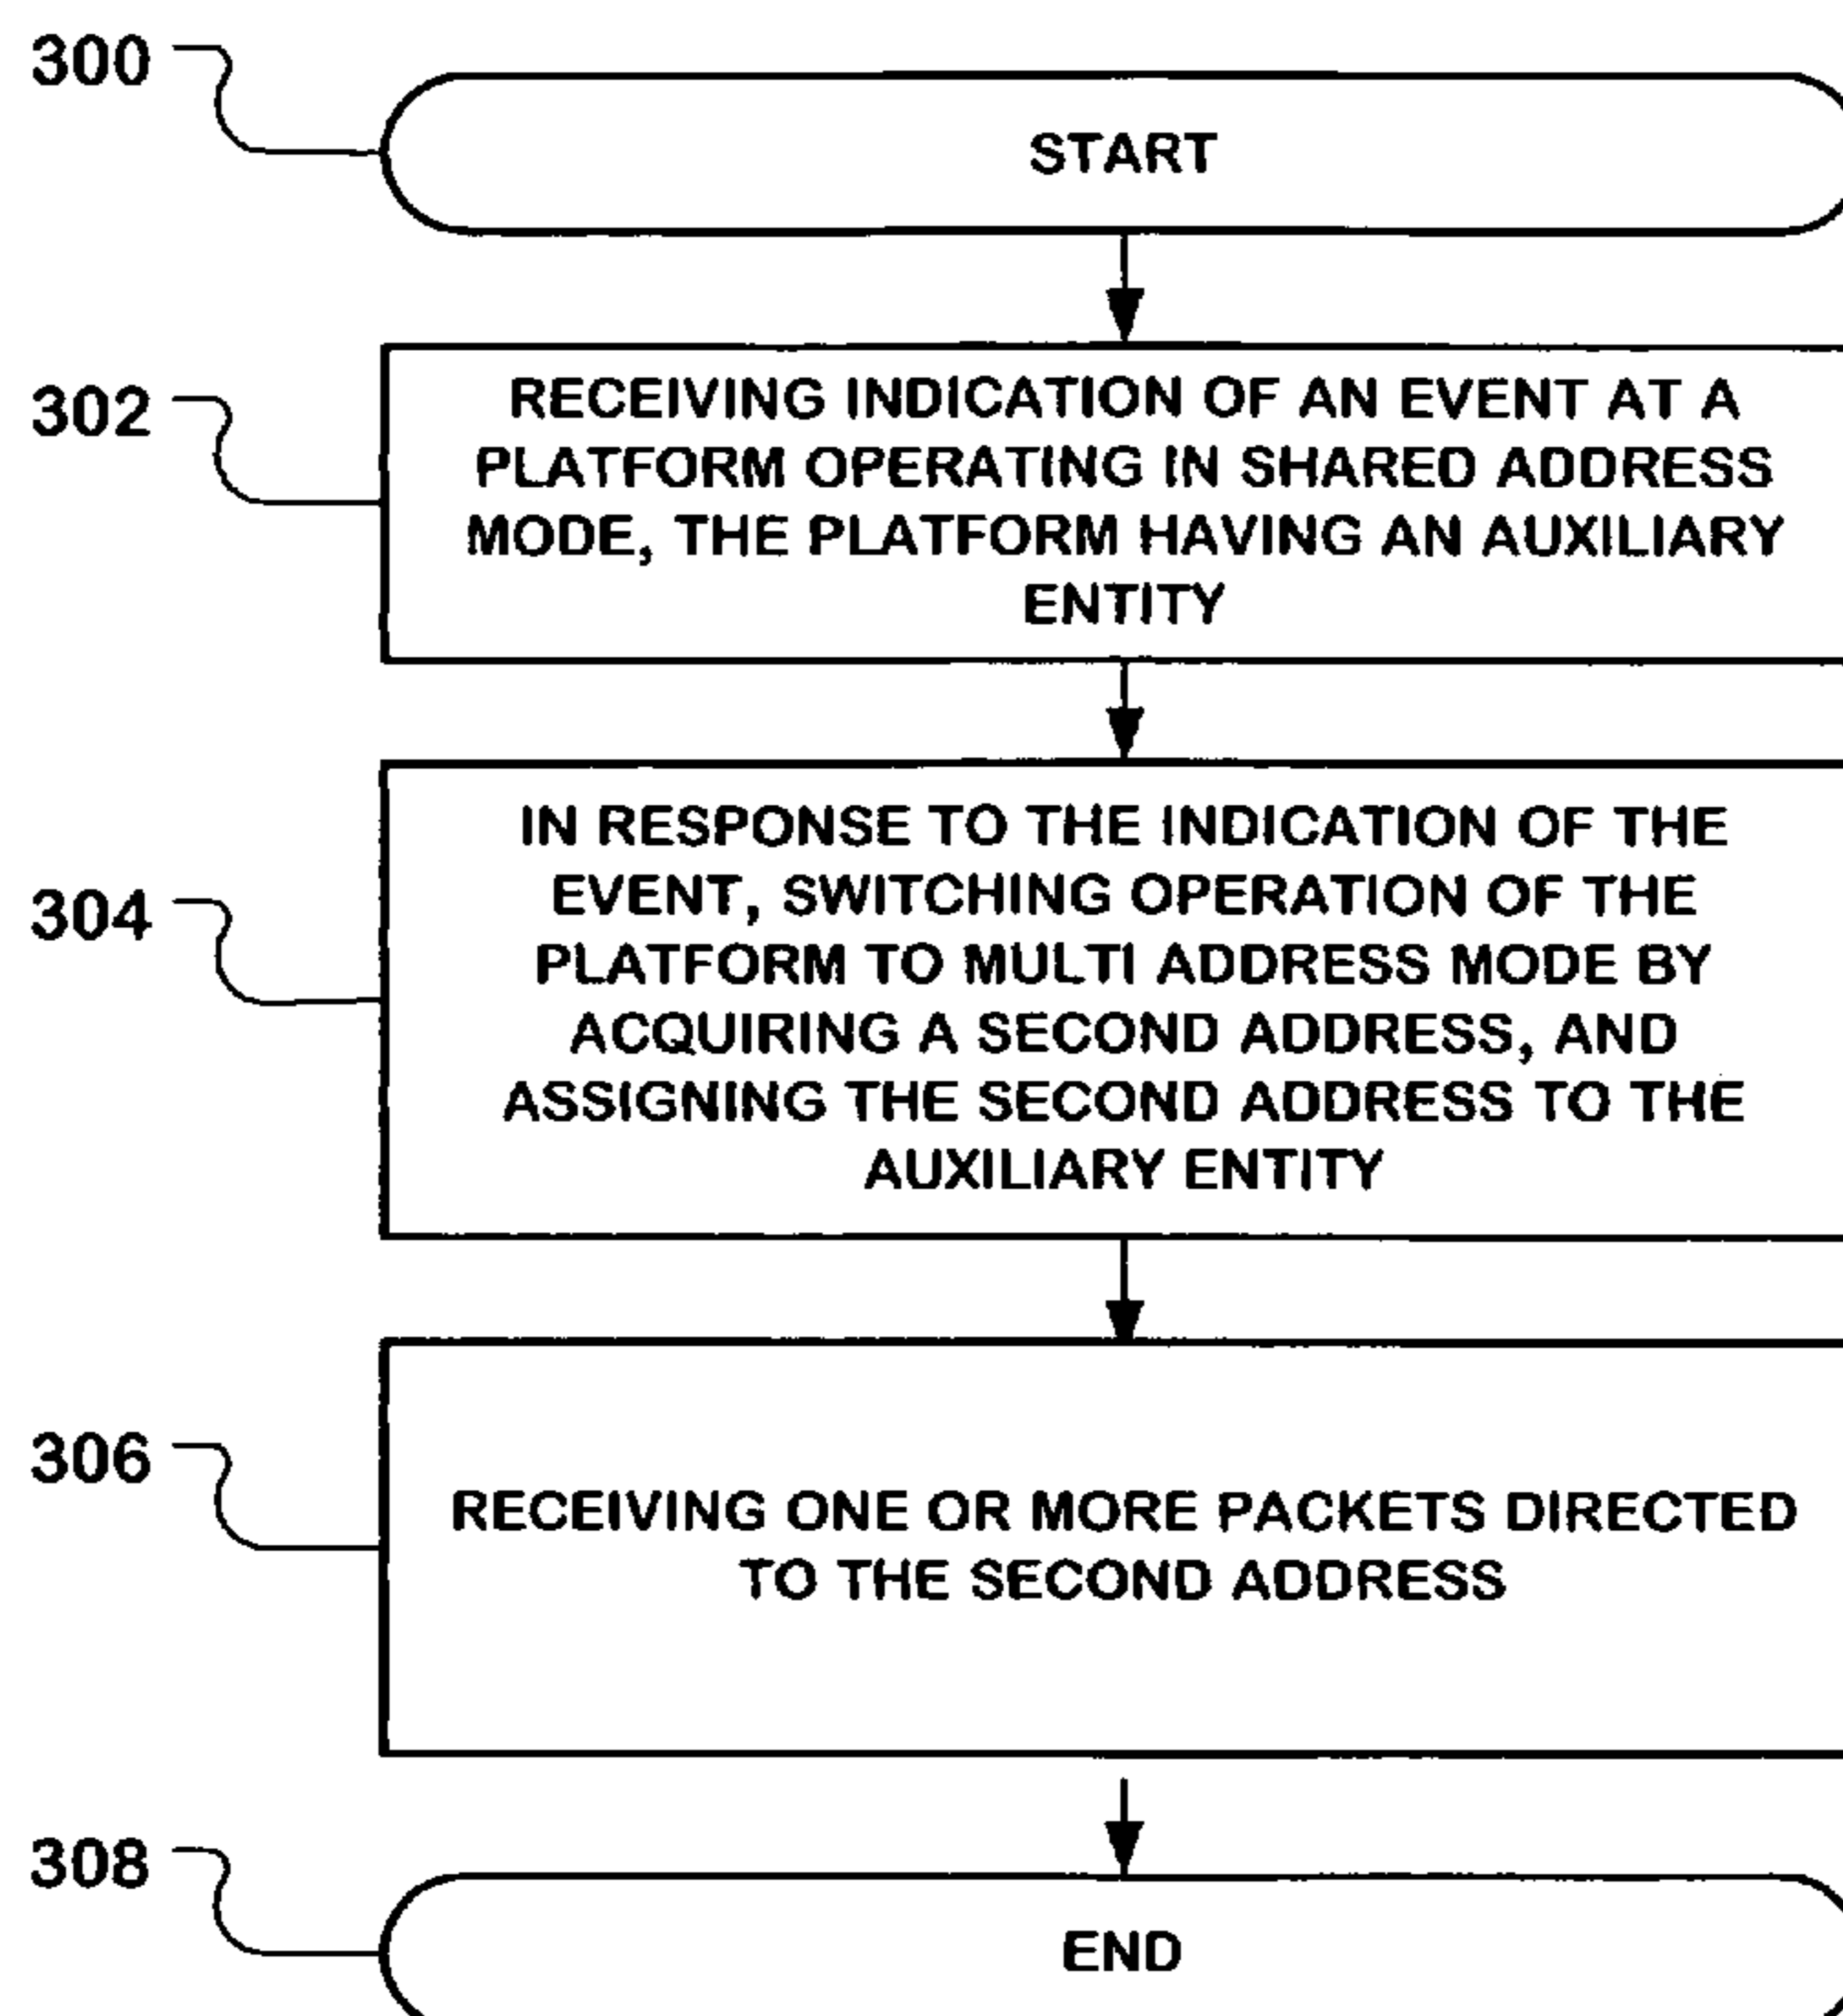 300
START
302
RECEIVING INDICATION OF AN EVENT AT A
PLATFORM OPERATING IN SHARED ADDRESS
MODE, THE PLATFORM HAVING AN AUXILIARY
ENTITY
304
IN RESPONSE TO THE INDICATION OF THE
EVENT, SWITCHING OPERATION OF THE
PLATFORM TO MULTI ADDRESS MODE BY
ACQUIRING A SECOND ADDRESS, AND
ASSIGNING THE SECOND ADDRESS TO THE
AUXILIARY ENTITY
306
RECEIVING ONE OR MORE PACKETS DIRECTED
TO THE SECOND ADDRESS
308
END